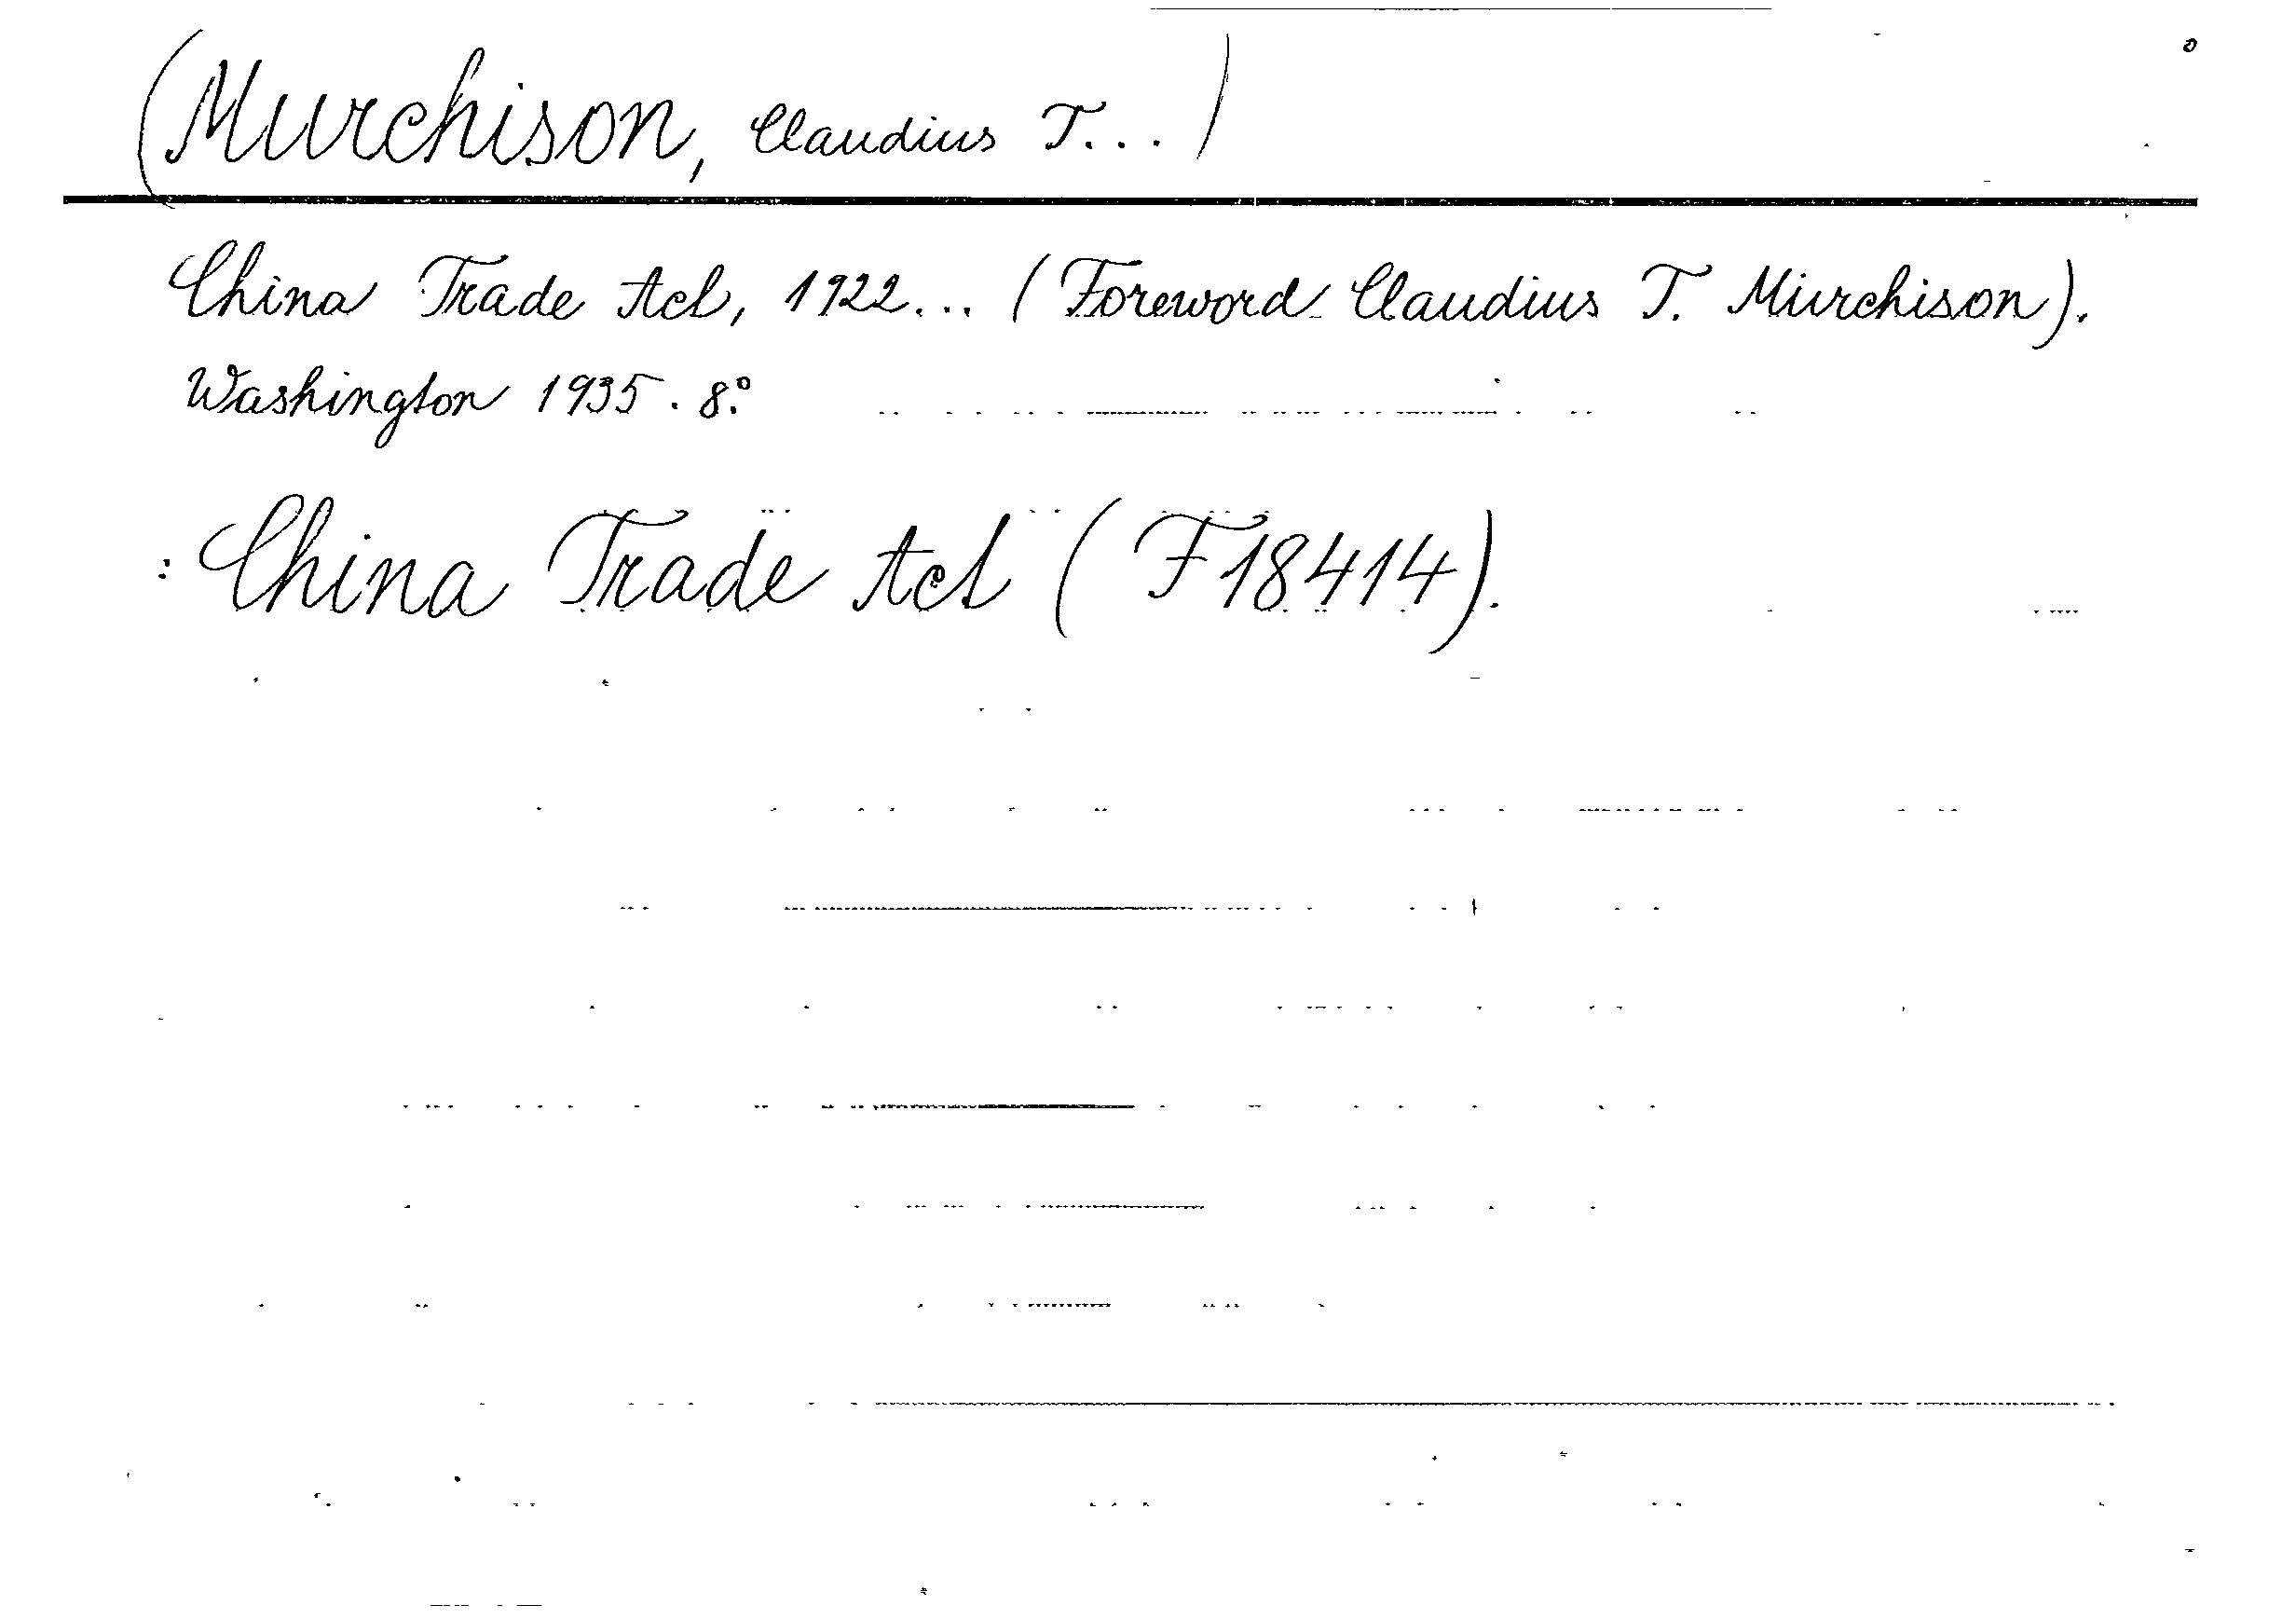 (Murchison, Claudius T...)
China Trade Act, 1922... (Foreword Claudius T. Murchison).
Washington 1935. 8°.
: China Trade Act (F18414).